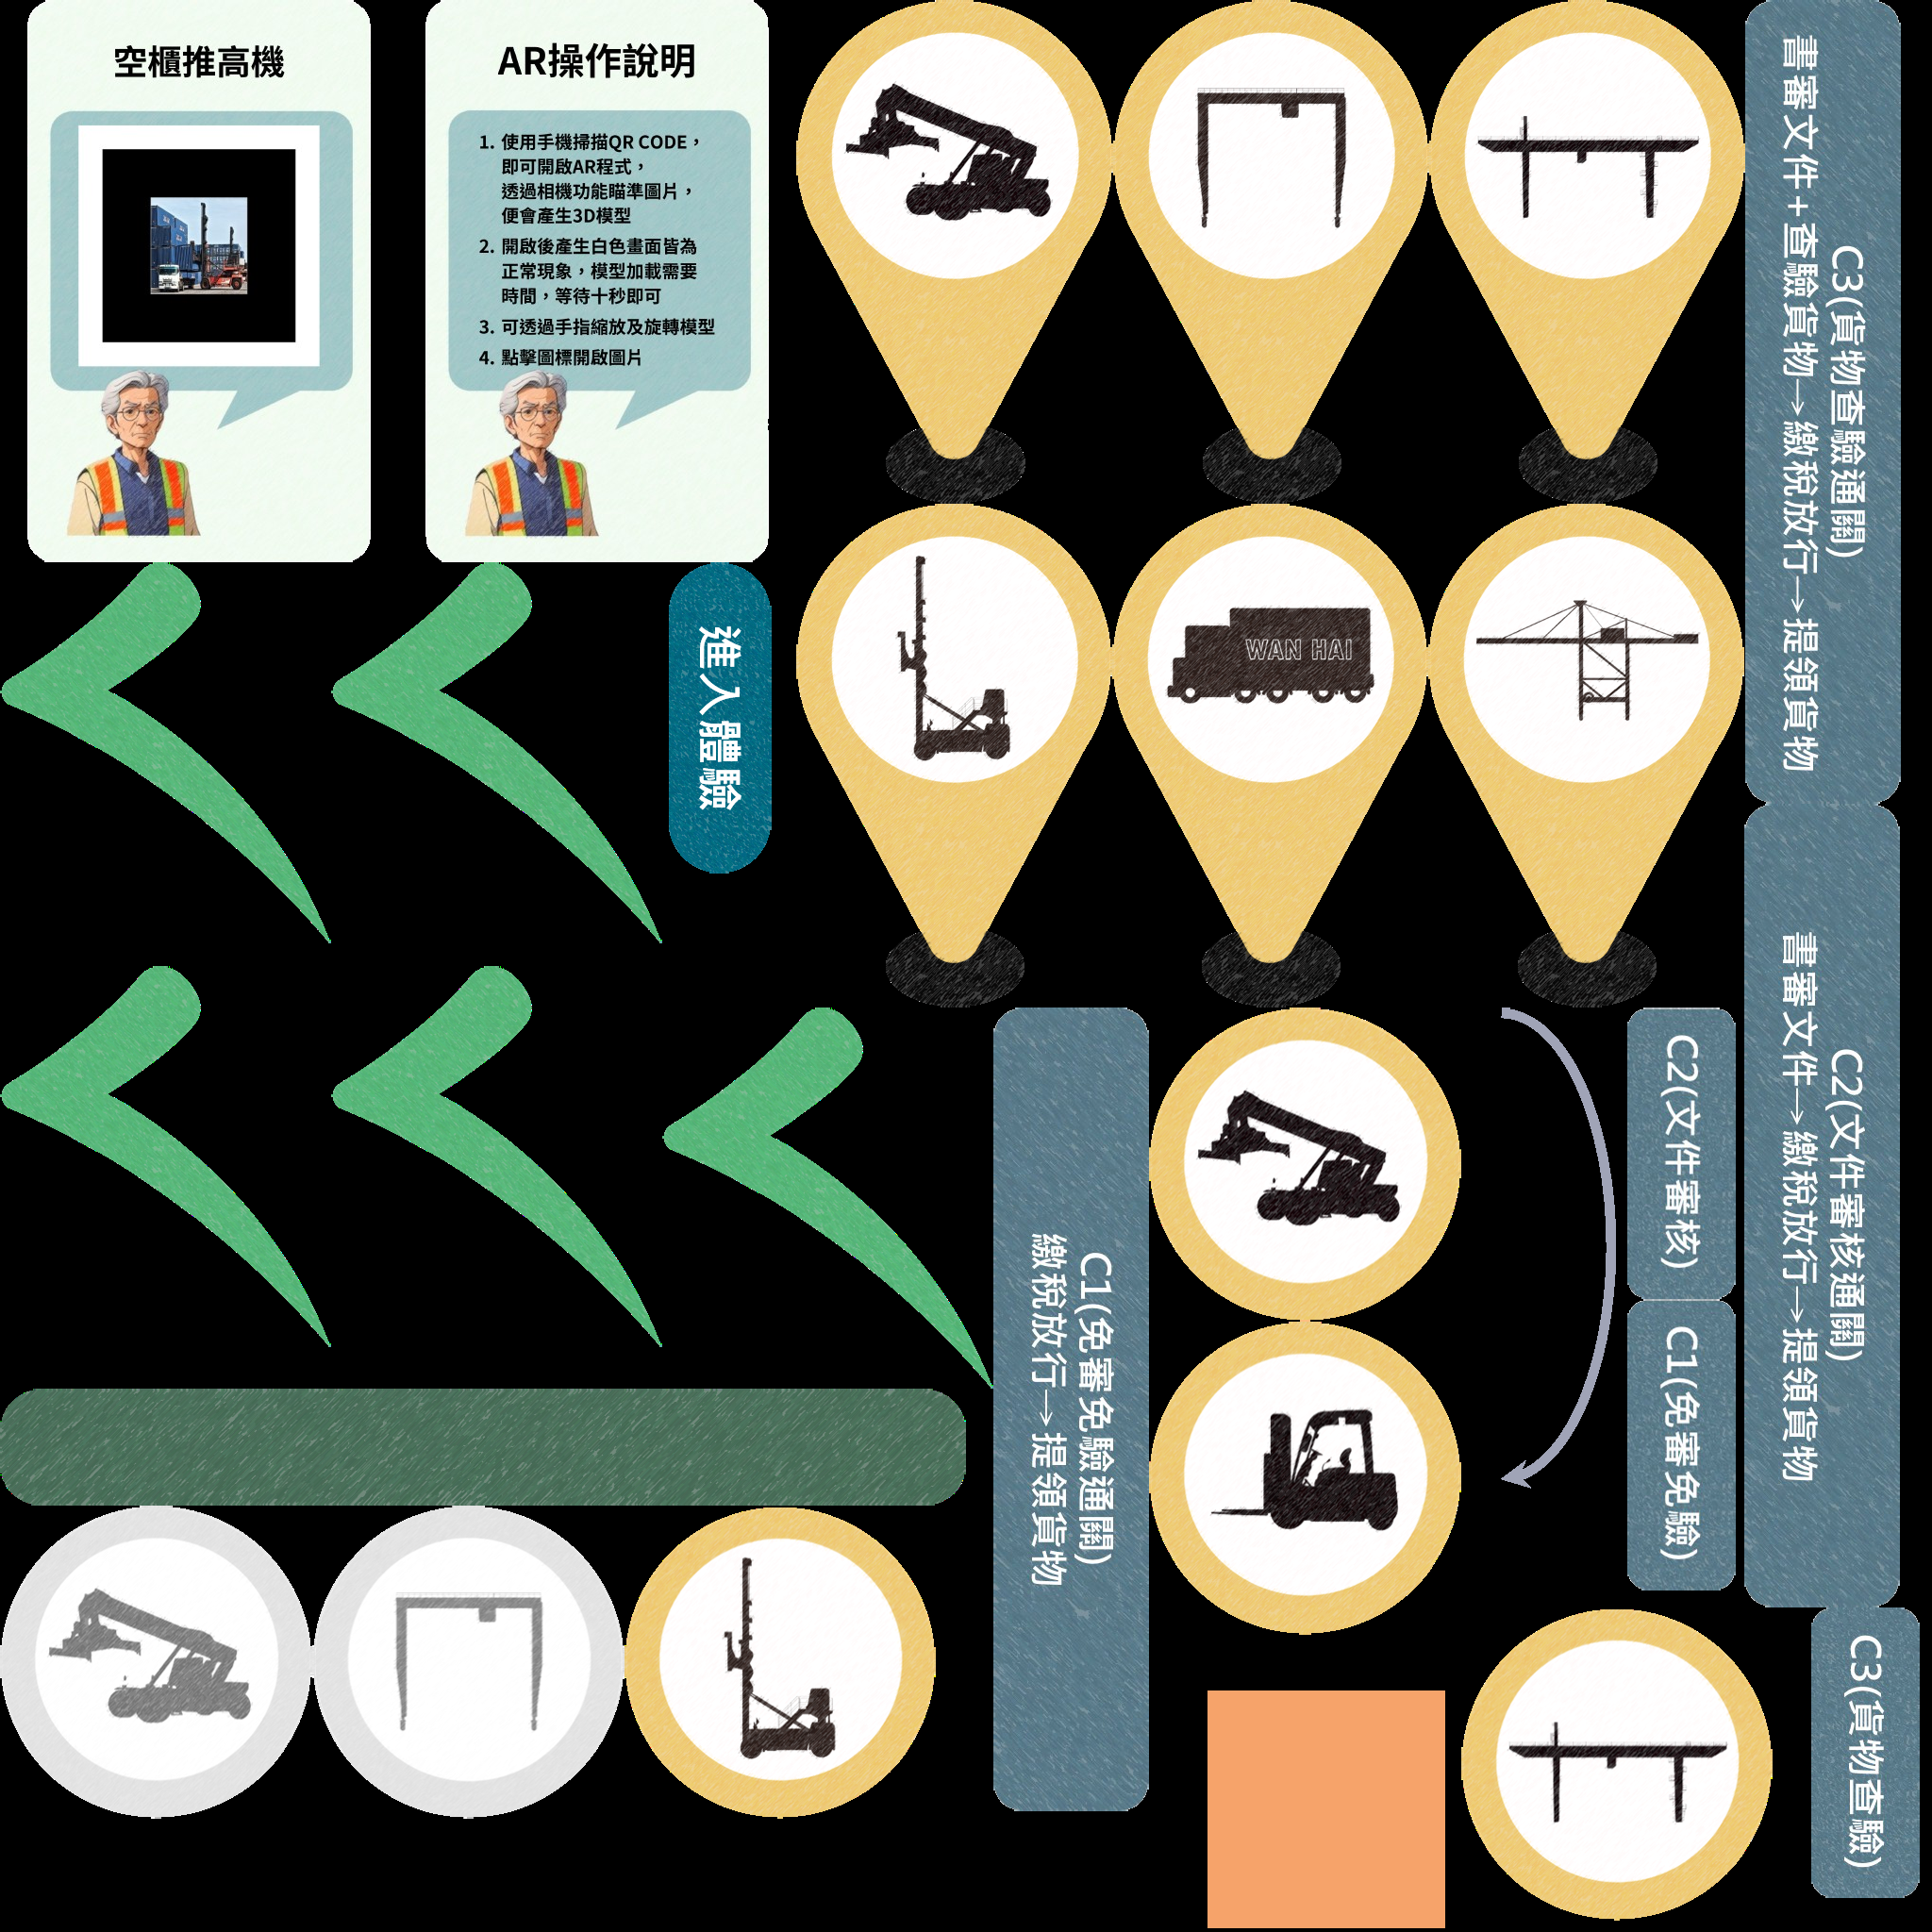 空櫃推高機
AR操作說明
1. 使用手機掃描QR CODE，
即可開啟AR程式，
透過相機功能瞄準圖片，
便會產生3D模型
2. 開啟後產生白色畫面皆為
正常現象，模型加載需要
時間，等待十秒即可
3. 可透過手指縮放及旋轉模型
4. 點擊圖標開啟圖片
進入體驗
WAN HAI
C3(貨物查驗通關)
書審文件+查驗貨物→繳稅放行→提領貨物
C2(文件審核通關)
書審文件→繳稅放行→提領貨物
C1(免審免驗通關)
繳稅放行→提領貨物
C2(文件審核)
C1(免審免驗)
C3(貨物查驗)